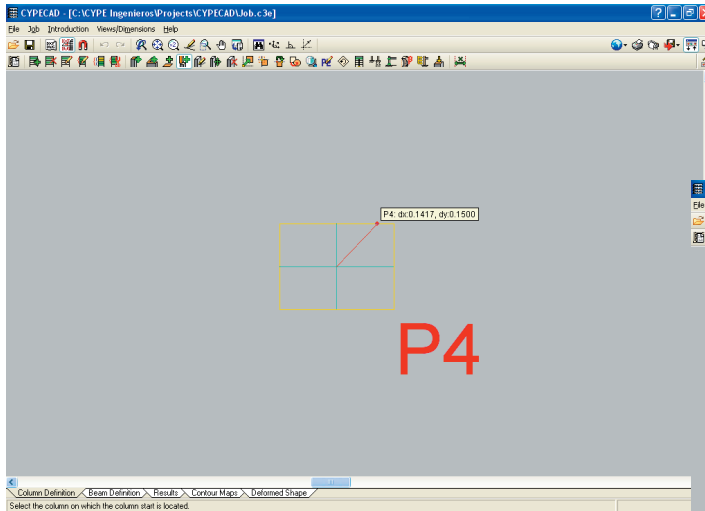 CYPECAD - [C:\CYPE Ingenieros\Projects\CYPECAD\Job.c3e]
File Job Introduction Views/Dimensions Help
File
P4: dx:0.1417, dy:0.1500
P4
Column Definition Beam Definition Results Contour Maps Deformed Shape
Select the column on which the column start is located.